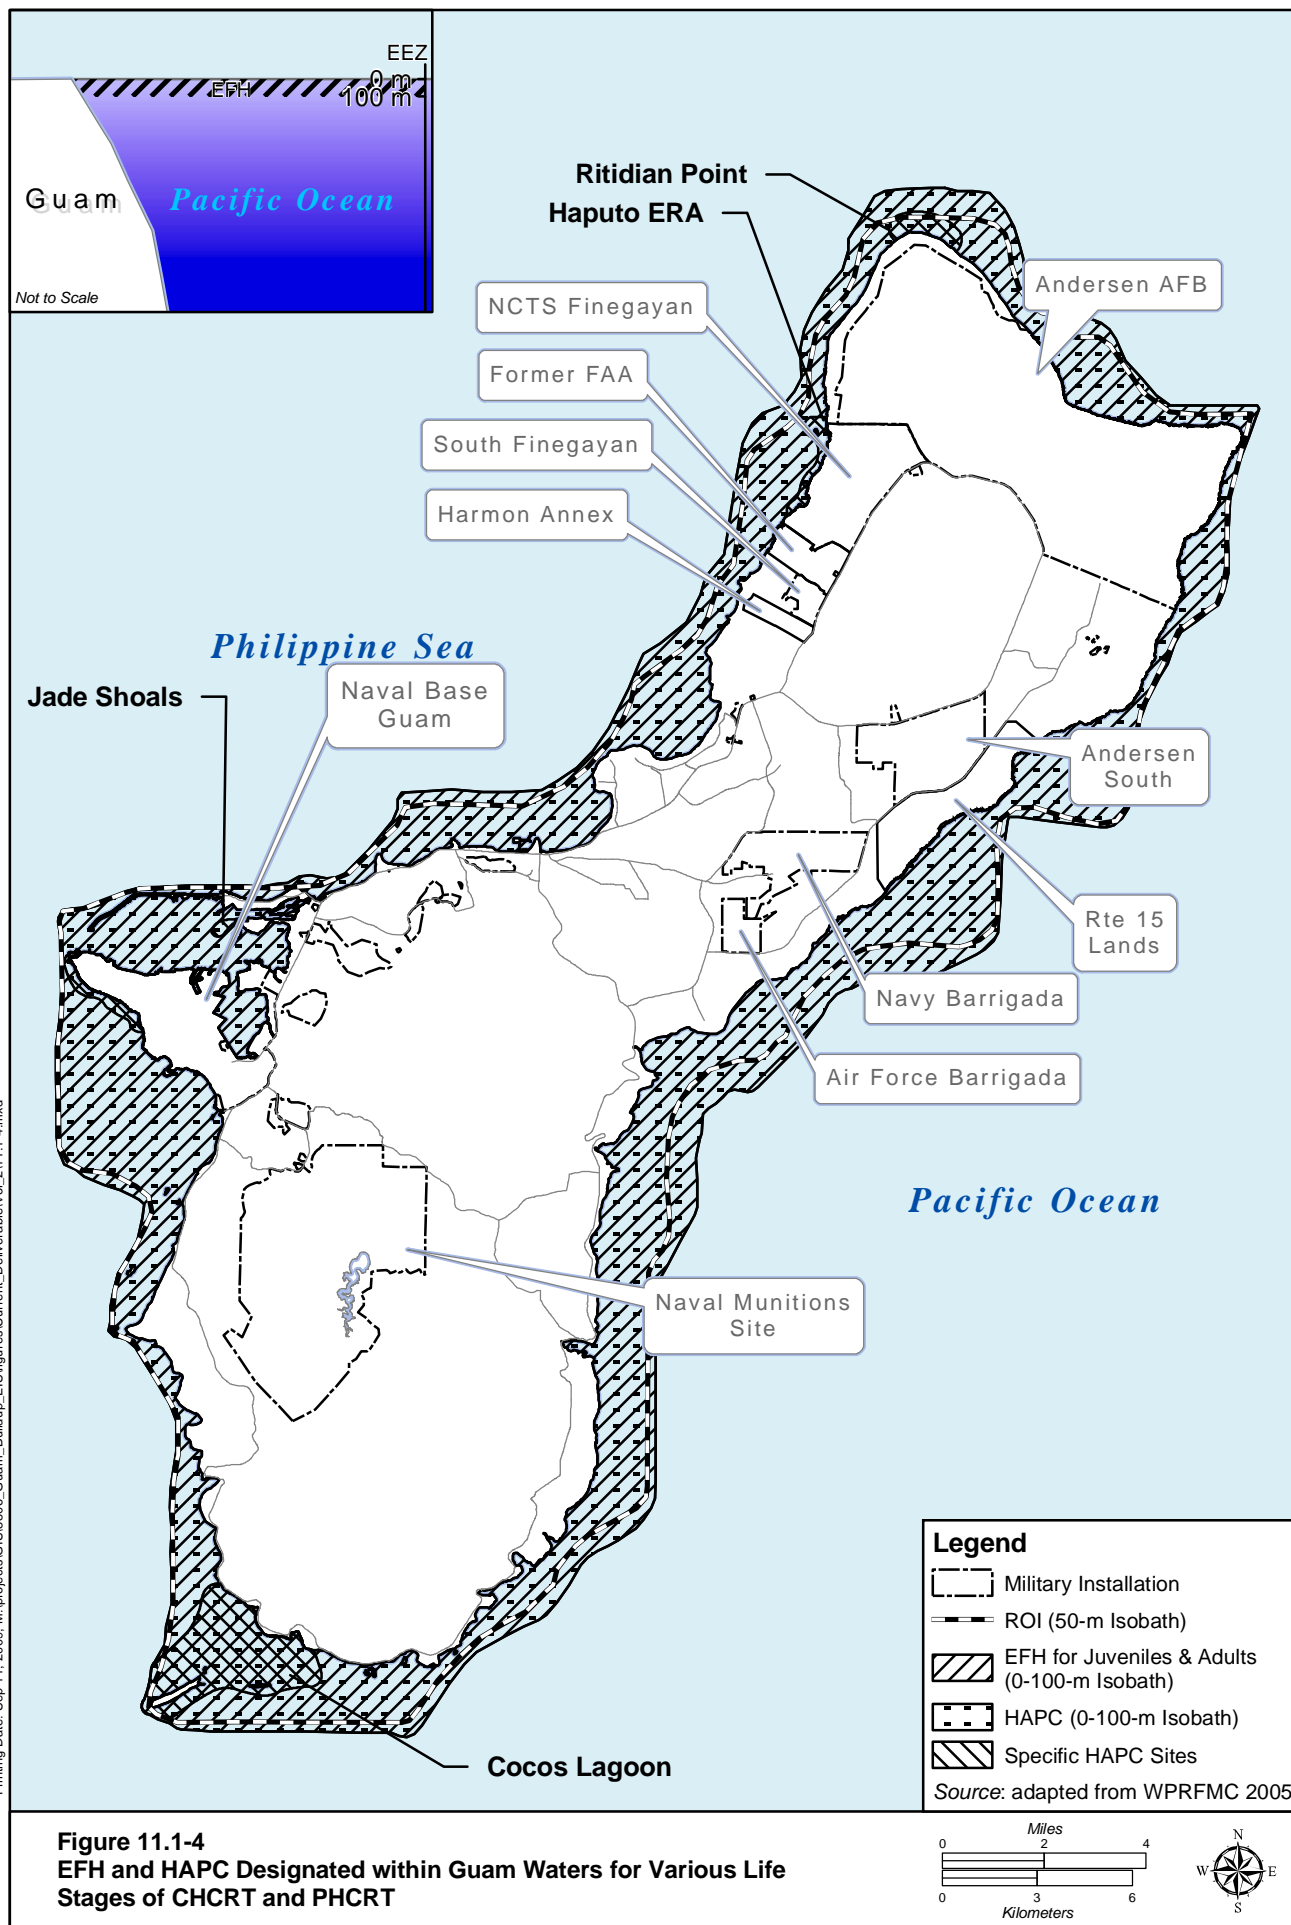 EEZ
0 m
EFH
100 m
Guam
Pacific Ocean
Not to Scale
Ritidian Point
Haputo ERA
Andersen AFB
NCTS Finegayan
Former FAA
South Finegayan
Harmon Annex
Philippine Sea
Jade Shoals
Naval Base
Guam
Andersen
South
Rte 15
Lands
Navy Barrigada
Air Force Barrigada
Pacific Ocean
Naval Munitions
Site
Cocos Lagoon
Legend
Military Installation
ROI (50-m Isobath)
EFH for Juveniles & Adults
(0-100-m Isobath)
HAPC (0-100-m Isobath)
Specific HAPC Sites
Source: adapted from WPRFMC 2005
Figure 11.1-4
EFH and HAPC Designated within Guam Waters for Various Life
Stages of CHCRT and PHCRT
Miles
0 2 4
0 3 6
Kilometers
N
W E
S